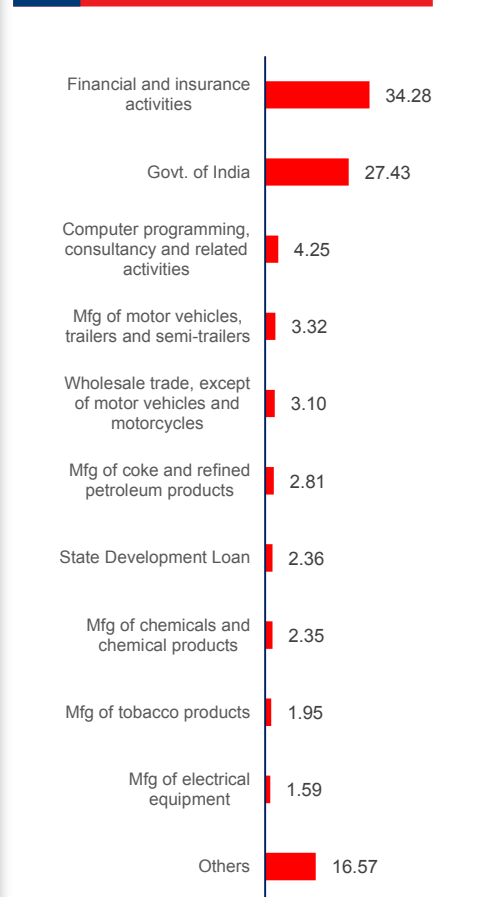 Financial and insurance
activities
34.28
Govt. of India
27.43
Computer programming,
consultancy and related
activities
4.25
Mfg of motor vehicles,
trailers and semi-trailers
3.32
Wholesale trade, except
of motor vehicles and
motorcycles
3.10
Mfg of coke and refined
petroleum products
2.81
State Development Loan
2.36
Mfg of chemicals and
chemical products
2.35
Mfg of tobacco products
1.95
Mfg of electrical
equipment
1.59
Others
16.57